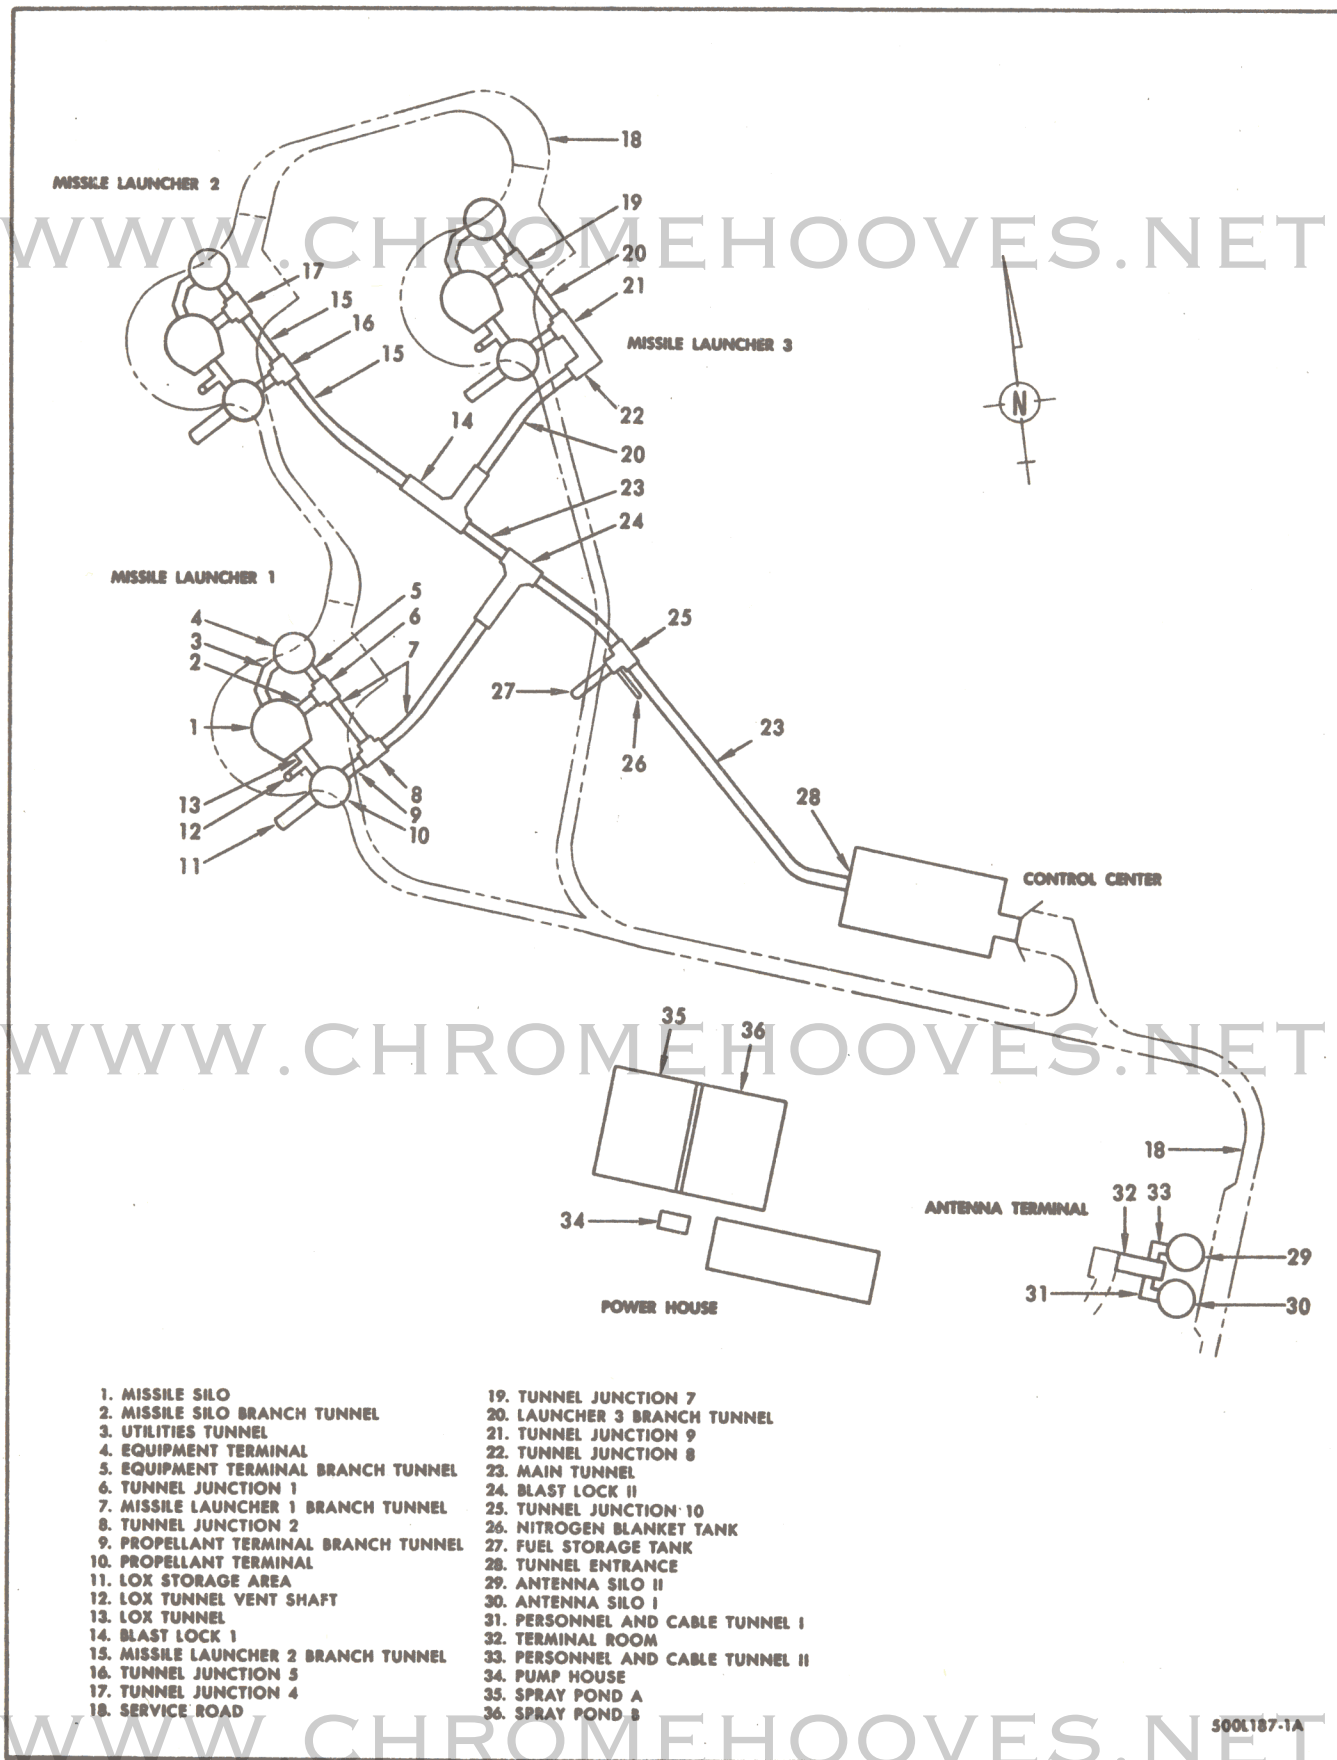 18
MISSILE LAUNCHER 2
19
WWW.CHROMEHOOVES.NET
20
17
21
15
16
MISSILE LAUNCHER 3
15
N
22
14
20
23
24
MISSILE LAUNCHER 1
5
4
6
25
3
7
2
27
1
23
26
28
13
8
9
12
10
11
CONTROL CENTER
35
36
WWW.CHROMEHOOVES.NET
18
32 33
ANTENNA TERMINAL
34
29
31
30
POWER HOUSE
1. MISSILE SILO
2. MISSILE SILO BRANCH TUNNEL
3. UTILITIES TUNNEL
4. EQUIPMENT TERMINAL
5. EQUIPMENT TERMINAL BRANCH TUNNEL
6. TUNNEL JUNCTION 1
7. MISSILE LAUNCHER 1 BRANCH TUNNEL
8. TUNNEL JUNCTION 2
9. PROPELLANT TERMINAL BRANCH TUNNEL
10. PROPELLANT TERMINAL
11. LOX STORAGE AREA
12. LOX TUNNEL VENT SHAFT
13. LOX TUNNEL
14. BLAST LOCK 1
15. MISSILE LAUNCHER 2 BRANCH TUNNEL
16. TUNNEL JUNCTION 5
17. TUNNEL JUNCTION 4
18. SERVICE ROAD
19. TUNNEL JUNCTION 7
20. LAUNCHER 3 BRANCH TUNNEL
21. TUNNEL JUNCTION 9
22. TUNNEL JUNCTION 8
23. MAIN TUNNEL
24. BLAST LOCK II
25. TUNNEL JUNCTION 10
26. NITROGEN BLANKET TANK
27. FUEL STORAGE TANK
28. TUNNEL ENTRANCE
29. ANTENNA SILO II
30. ANTENNA SILO I
31. PERSONNEL AND CABLE TUNNEL I
32. TERMINAL ROOM
33. PERSONNEL AND CABLE TUNNEL II
34. PUMP HOUSE
35. SPRAY POND A
36. SPRAY POND B
500L187-1A
WWW.CHROMEHOOVES.NET